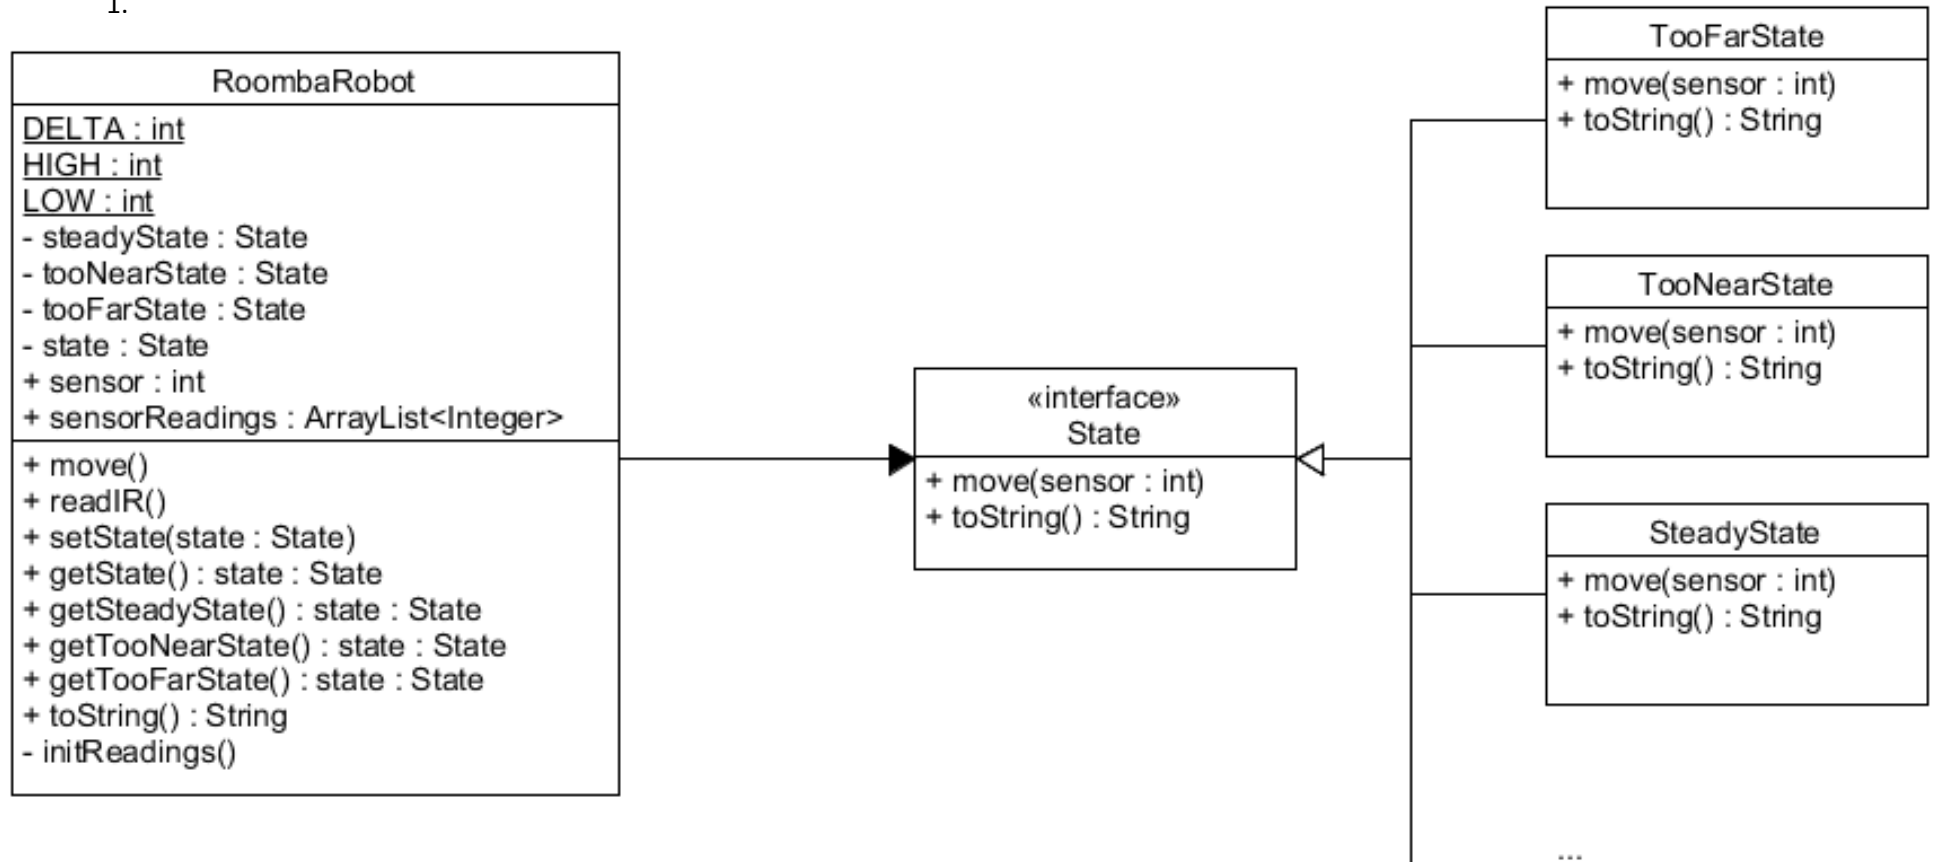 1.
RoombaRobot
DELTA : int
HIGH : int
LOW : int
- steadyState : State
- tooNearState : State
- tooFarState : State
- state : State
+ sensor : int
+ sensorReadings : ArrayList<Integer>
+ move()
+ readIR()
+ setState(state : State)
+ getState() : state : State
+ getSteadyState() : state : State
+ getTooNearState() : state : State
+ getTooFarState() : state : State
+ toString() : String
- initReadings()
«interface»
State
+ move(sensor : int)
+ toString() : String
TooFarState
+ move(sensor : int)
+ toString() : String
TooNearState
+ move(sensor : int)
+ toString() : String
SteadyState
+ move(sensor : int)
+ toString() : String
...